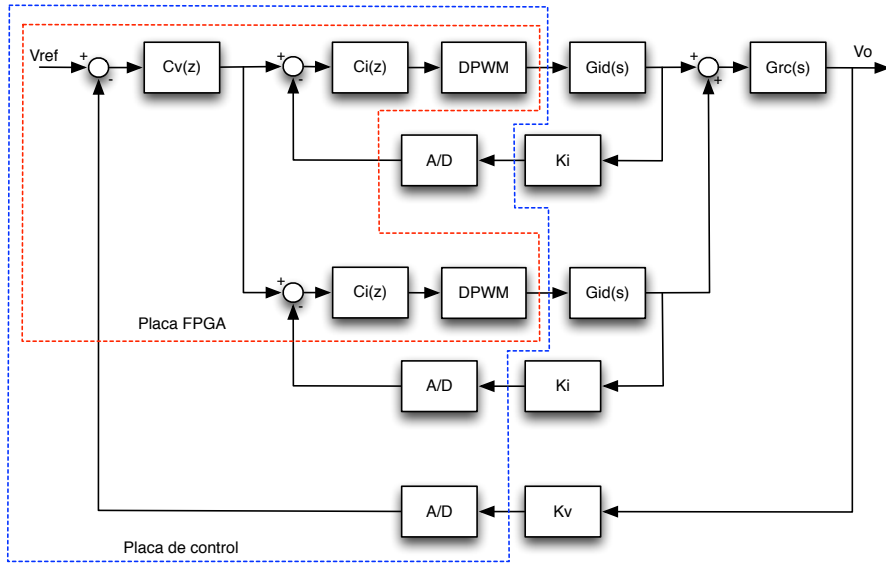 Vref
+
-
Cv(z)
+
-
Ci(z)
DPWM
Gid(s)
+
+
Grc(s)
Vo
A/D
Ki
+
-
Ci(z)
DPWM
Gid(s)
Placa FPGA
A/D
Ki
A/D
Kv
Placa de control